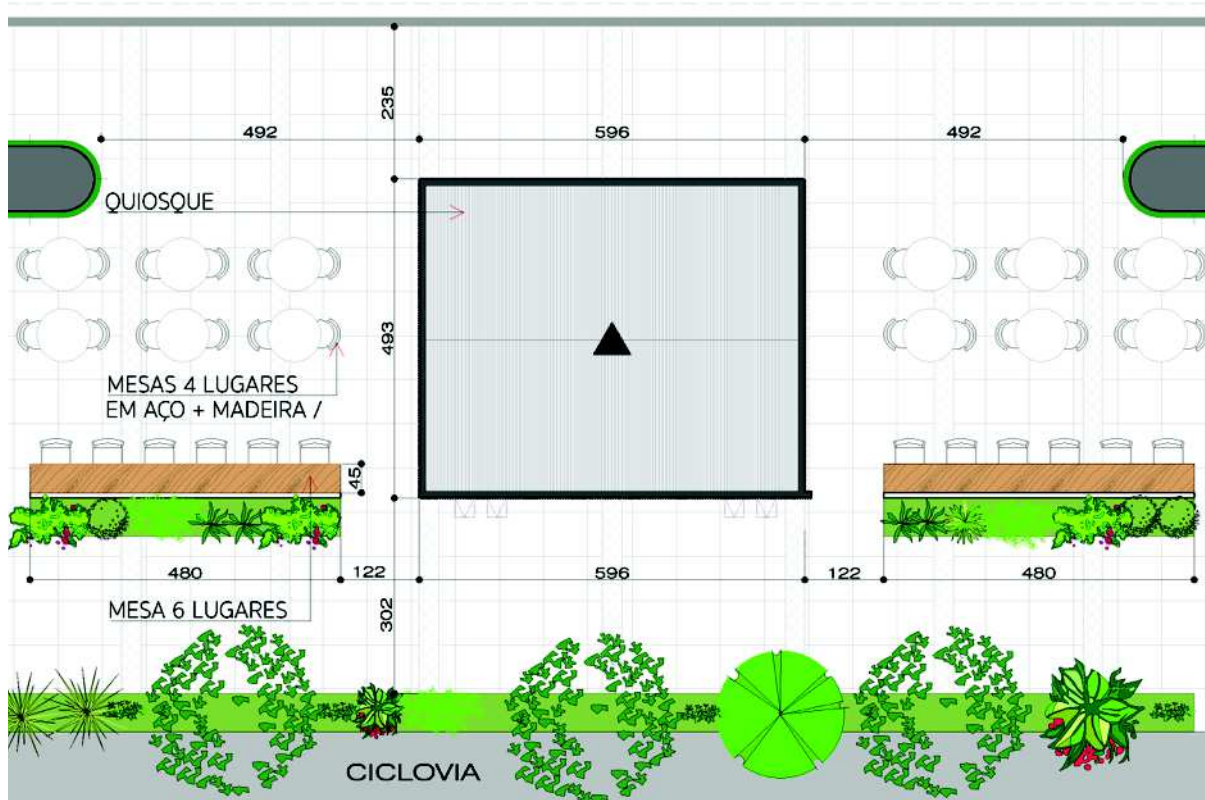 235
492
596
492
QUIOSQUE
493
MESAS 4 LUGARES
EM AÇO + MADEIRA /
45
480
122
596
122
480
302
MESA 6 LUGARES
CICLOVIA